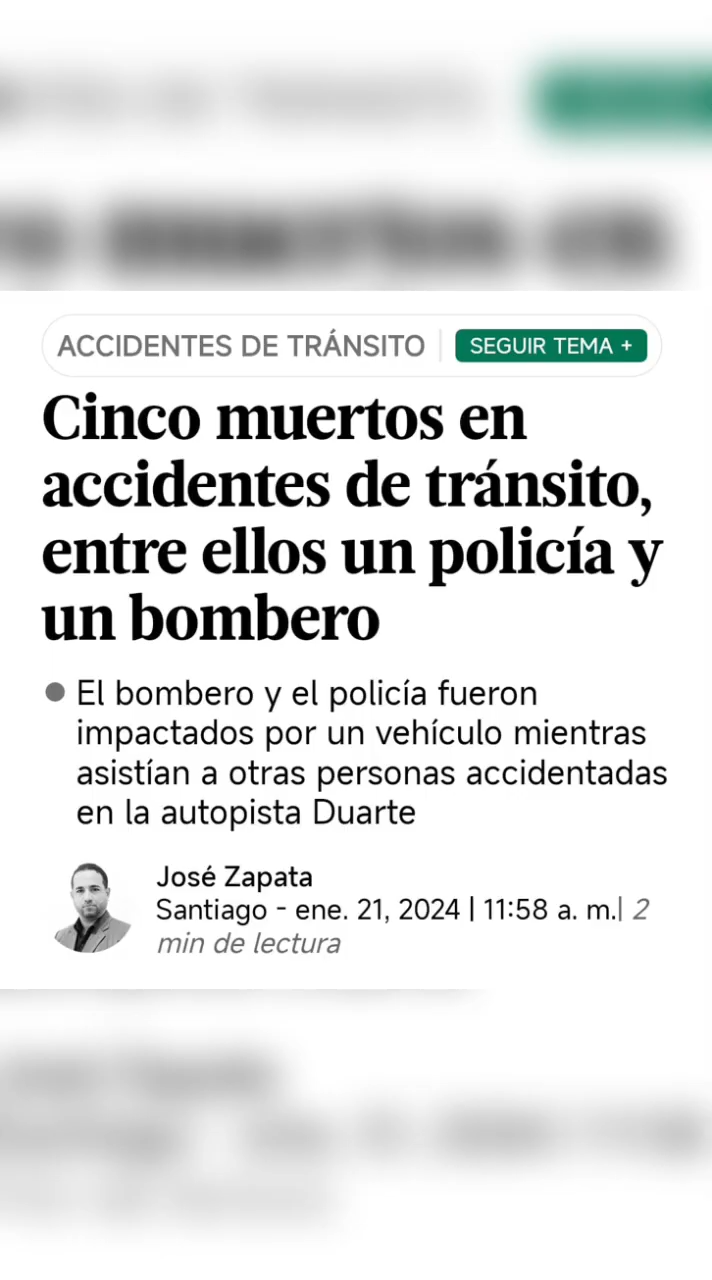 ACCIDENTES DE TRÁNSITO | SEGUIR TEMA +
Cinco muertos en
accidentes de tránsito,
entre ellos un policía y
un bombero
El bombero y el policía fueron
impactados por un vehículo mientras
asistían a otras personas accidentadas
en la autopista Duarte
José Zapata
Santiago - ene. 21, 2024 | 11:58 a. m.| 2
min de lectura